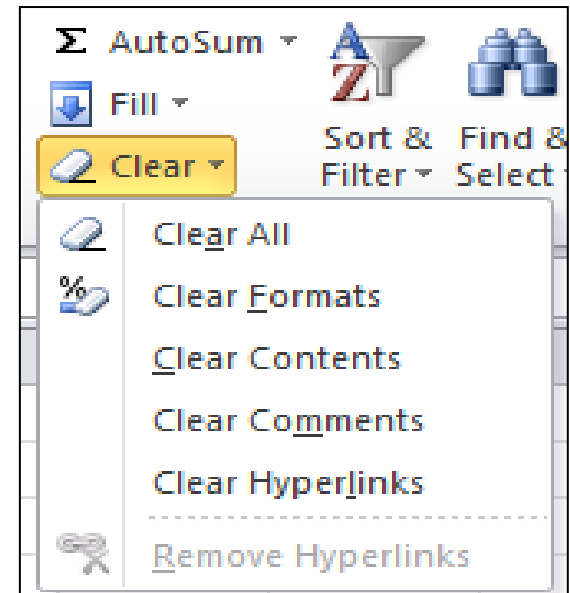 Σ AutoSum
Fill
Clear
A
Z
Sort &
Filter
Find &
Select
Clear All
% Clear Formats
Clear Contents
Clear Comments
Clear Hyperlinks
Remove Hyperlinks